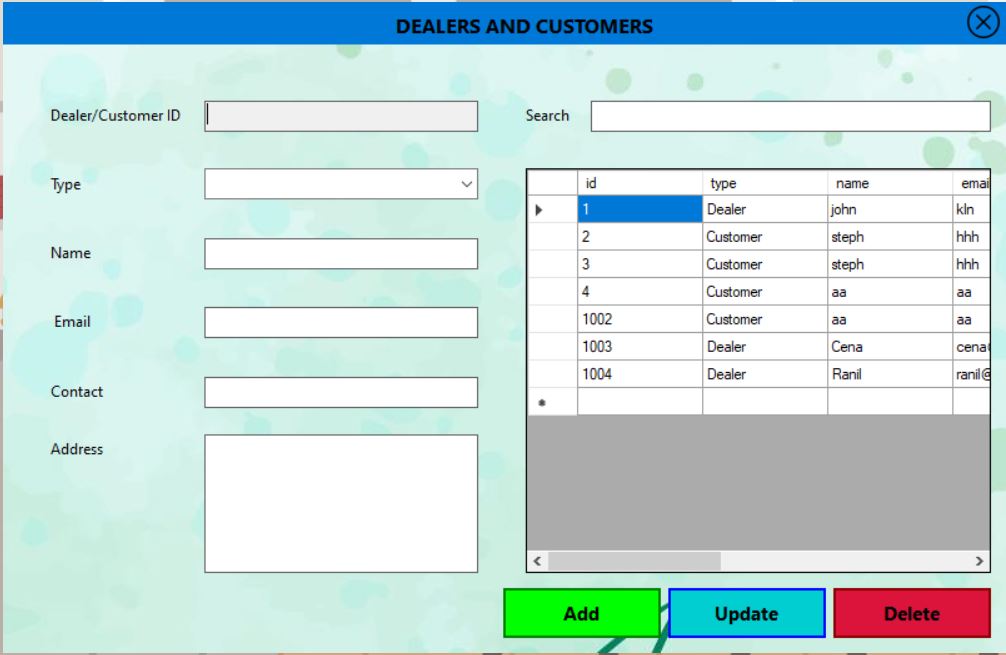 DEALERS AND CUSTOMERS
Dealer/Customer ID
Search
Type
Name
Email
Contact
Address
id type name emai
1 Dealer john kln
2 Customer steph hhh
3 Customer steph hhh
4 Customer aa aa
1002 Customer aa aa
1003 Dealer Cena cena
1004 Dealer Ranil ranil@
Add Update Delete